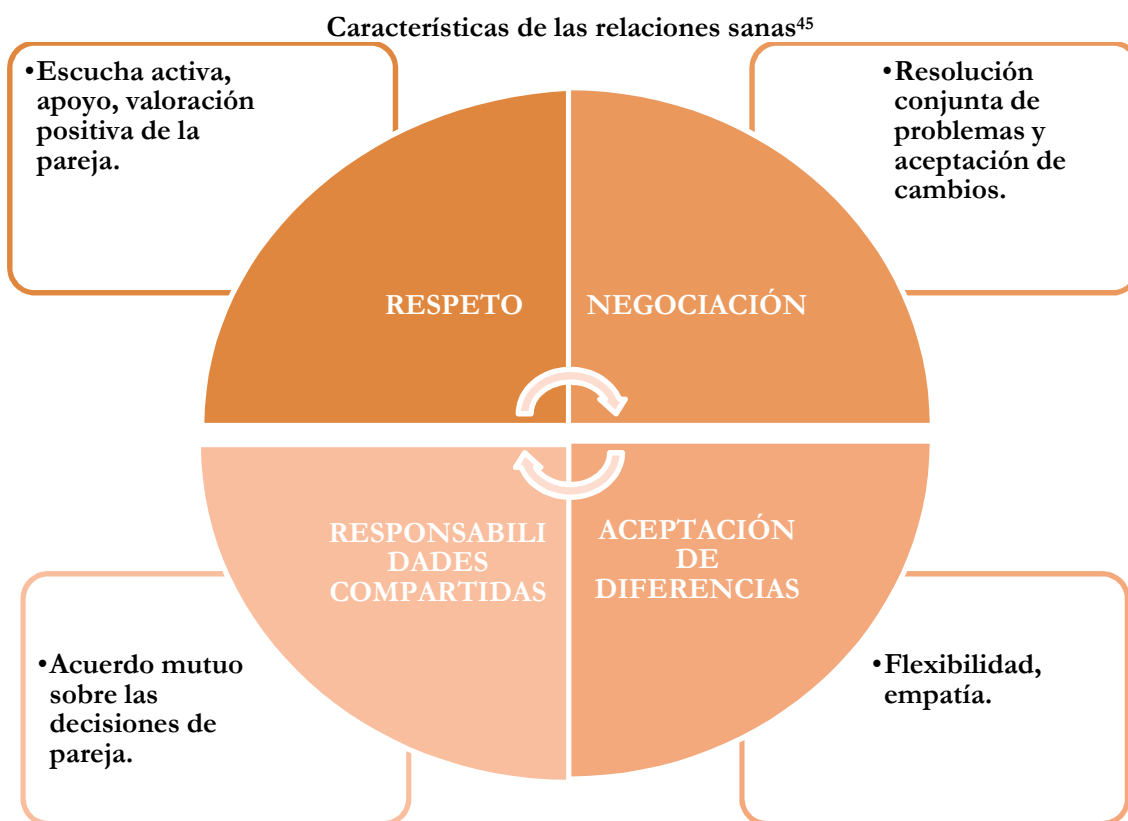 Características de las relaciones sanas⁴⁵
•Escucha activa,
apoyo, valoración
positiva de la
pareja.
•Resolución
conjunta de
problemas y
aceptación de
cambios.
RESPETO
NEGOCIACIÓN
RESPONSABILI
DADES
COMPARTIDAS
ACEPTACIÓN
DE
DIFERENCIAS
•Acuerdo mutuo
sobre las
decisiones de
pareja.
•Flexibilidad,
empatía.